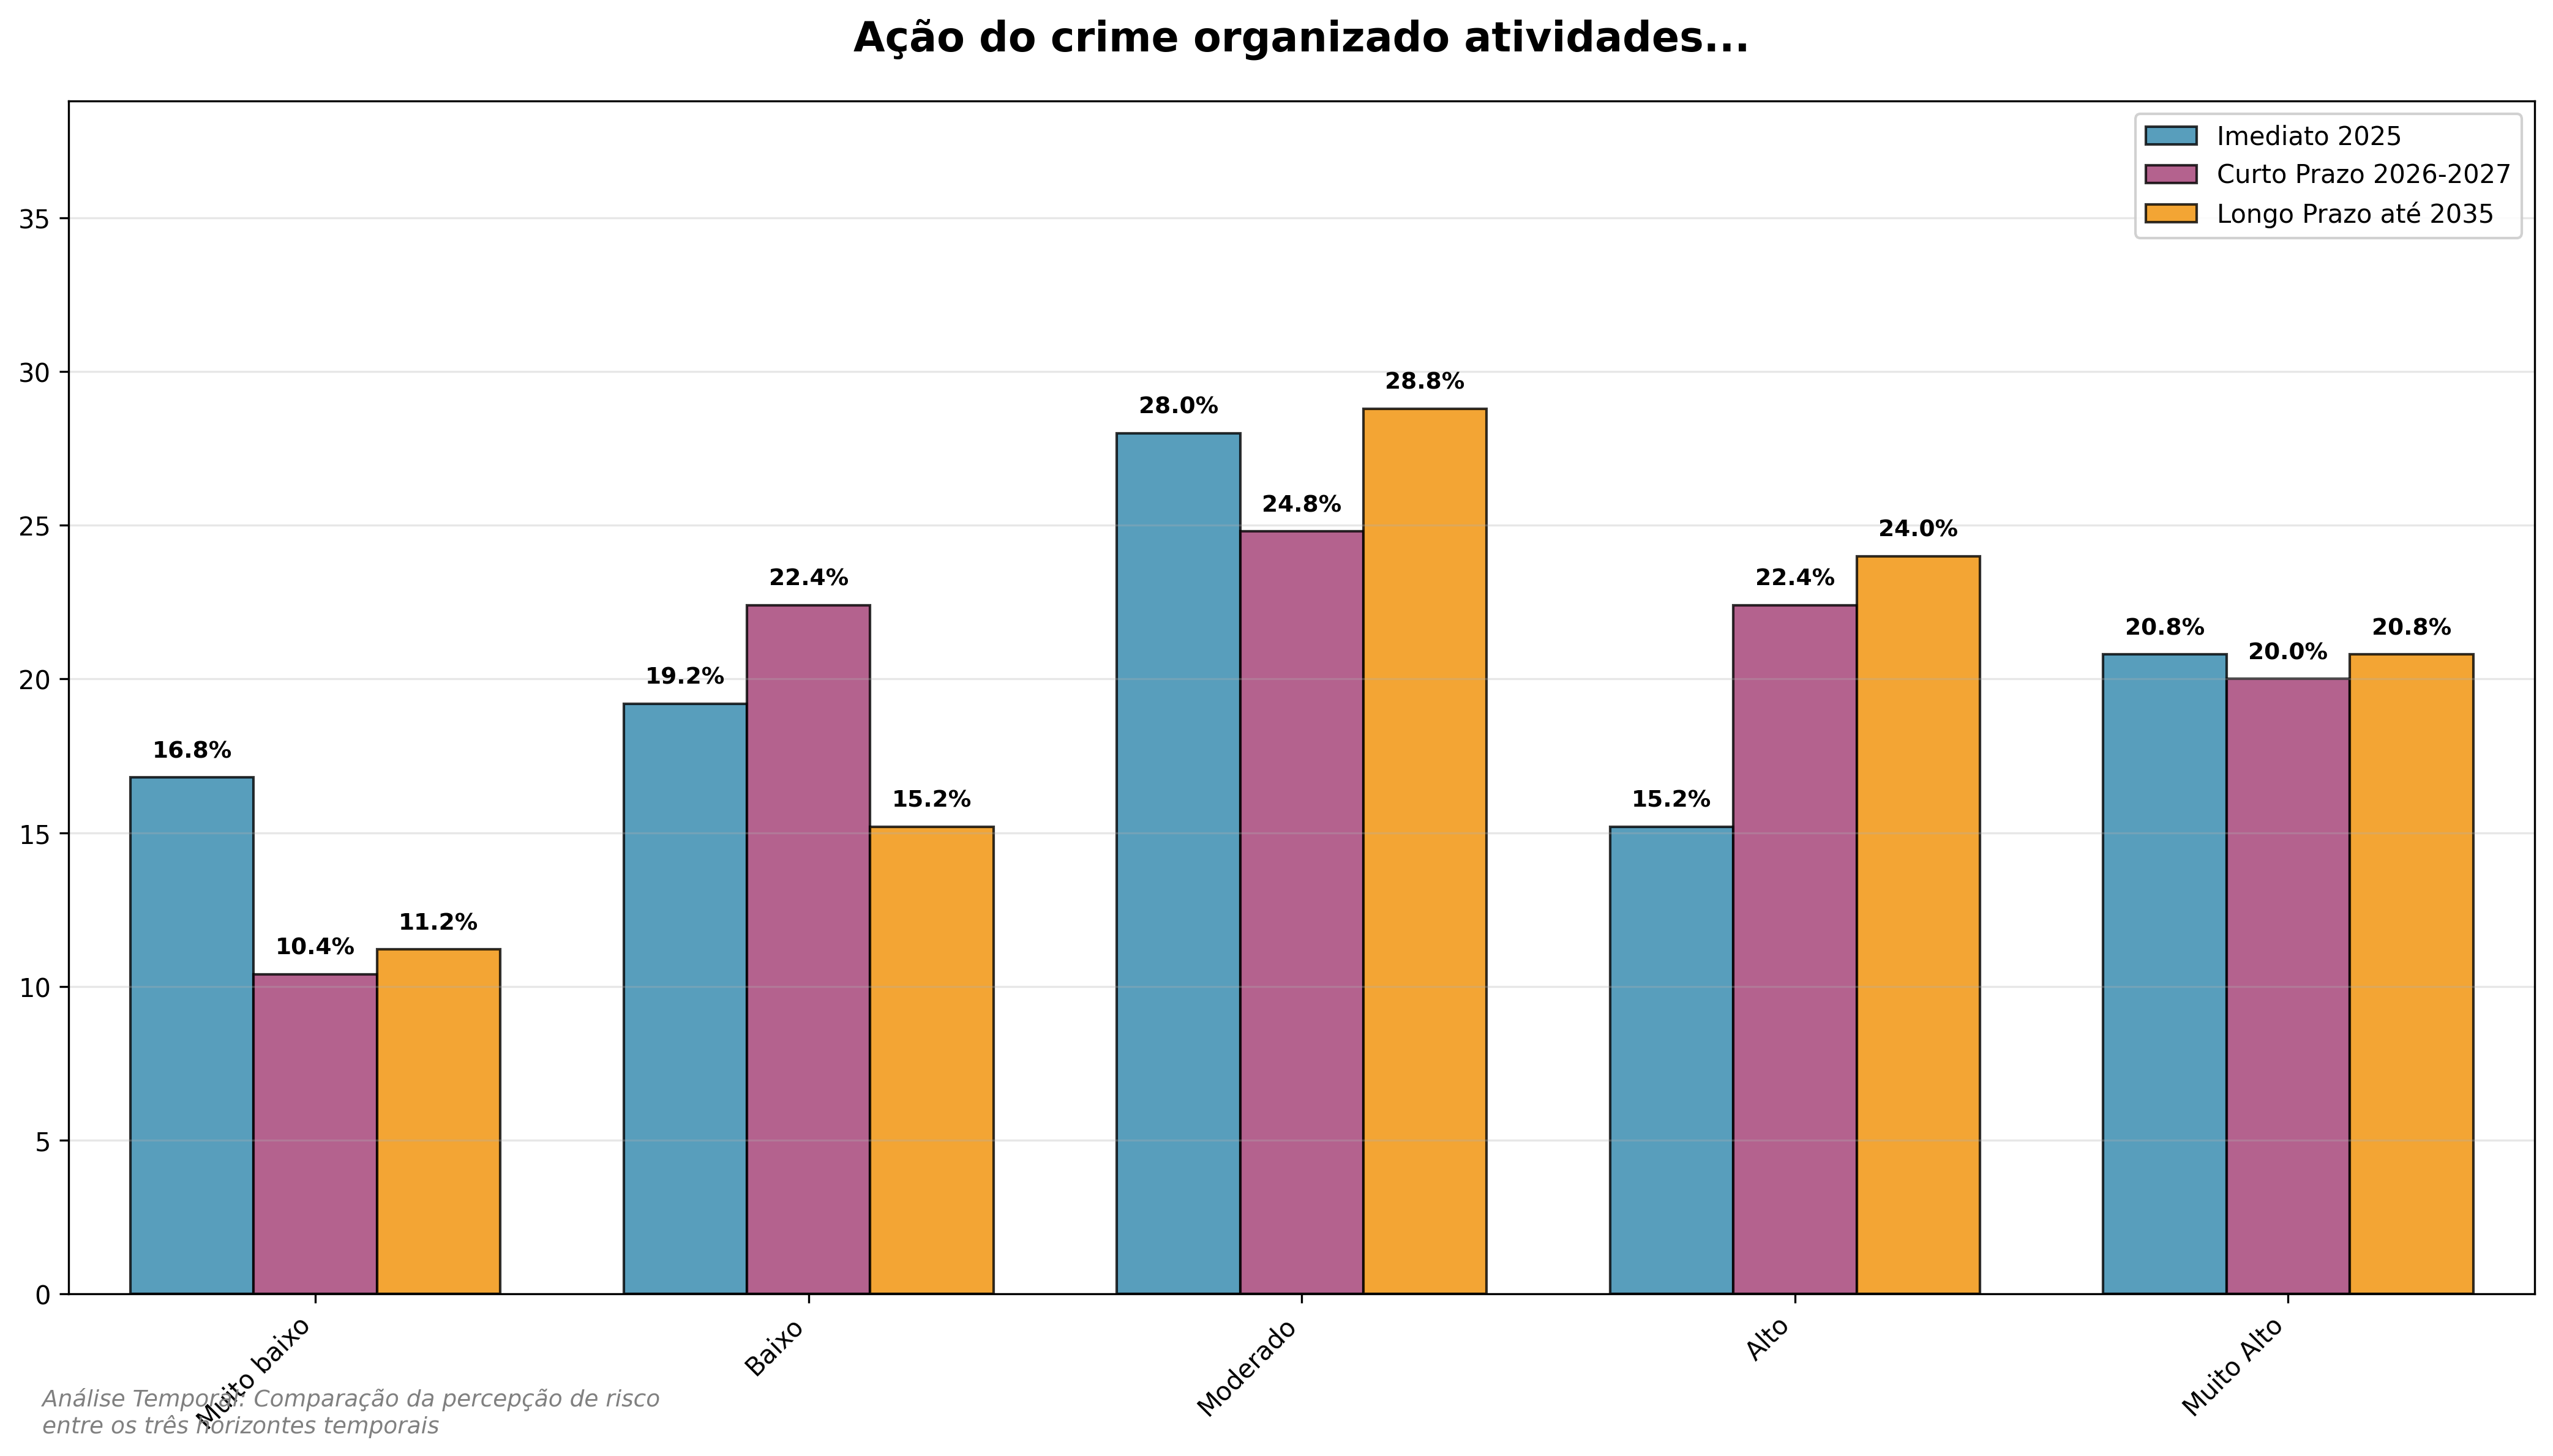 Ação do crime organizado atividades...
Imediato 2025
Curto Prazo 2026-2027
Longo Prazo até 2035
35
30
25
20
15
10
5
0
16.8%
10.4%
11.2%
19.2%
22.4%
15.2%
28.0%
24.8%
28.8%
15.2%
22.4%
24.0%
20.8%
20.0%
20.8%
Muito baixo
Baixo
Moderado
Alto
Muito Alto
Análise Temporal: Comparação da percepção de risco
entre os três horizontes temporais